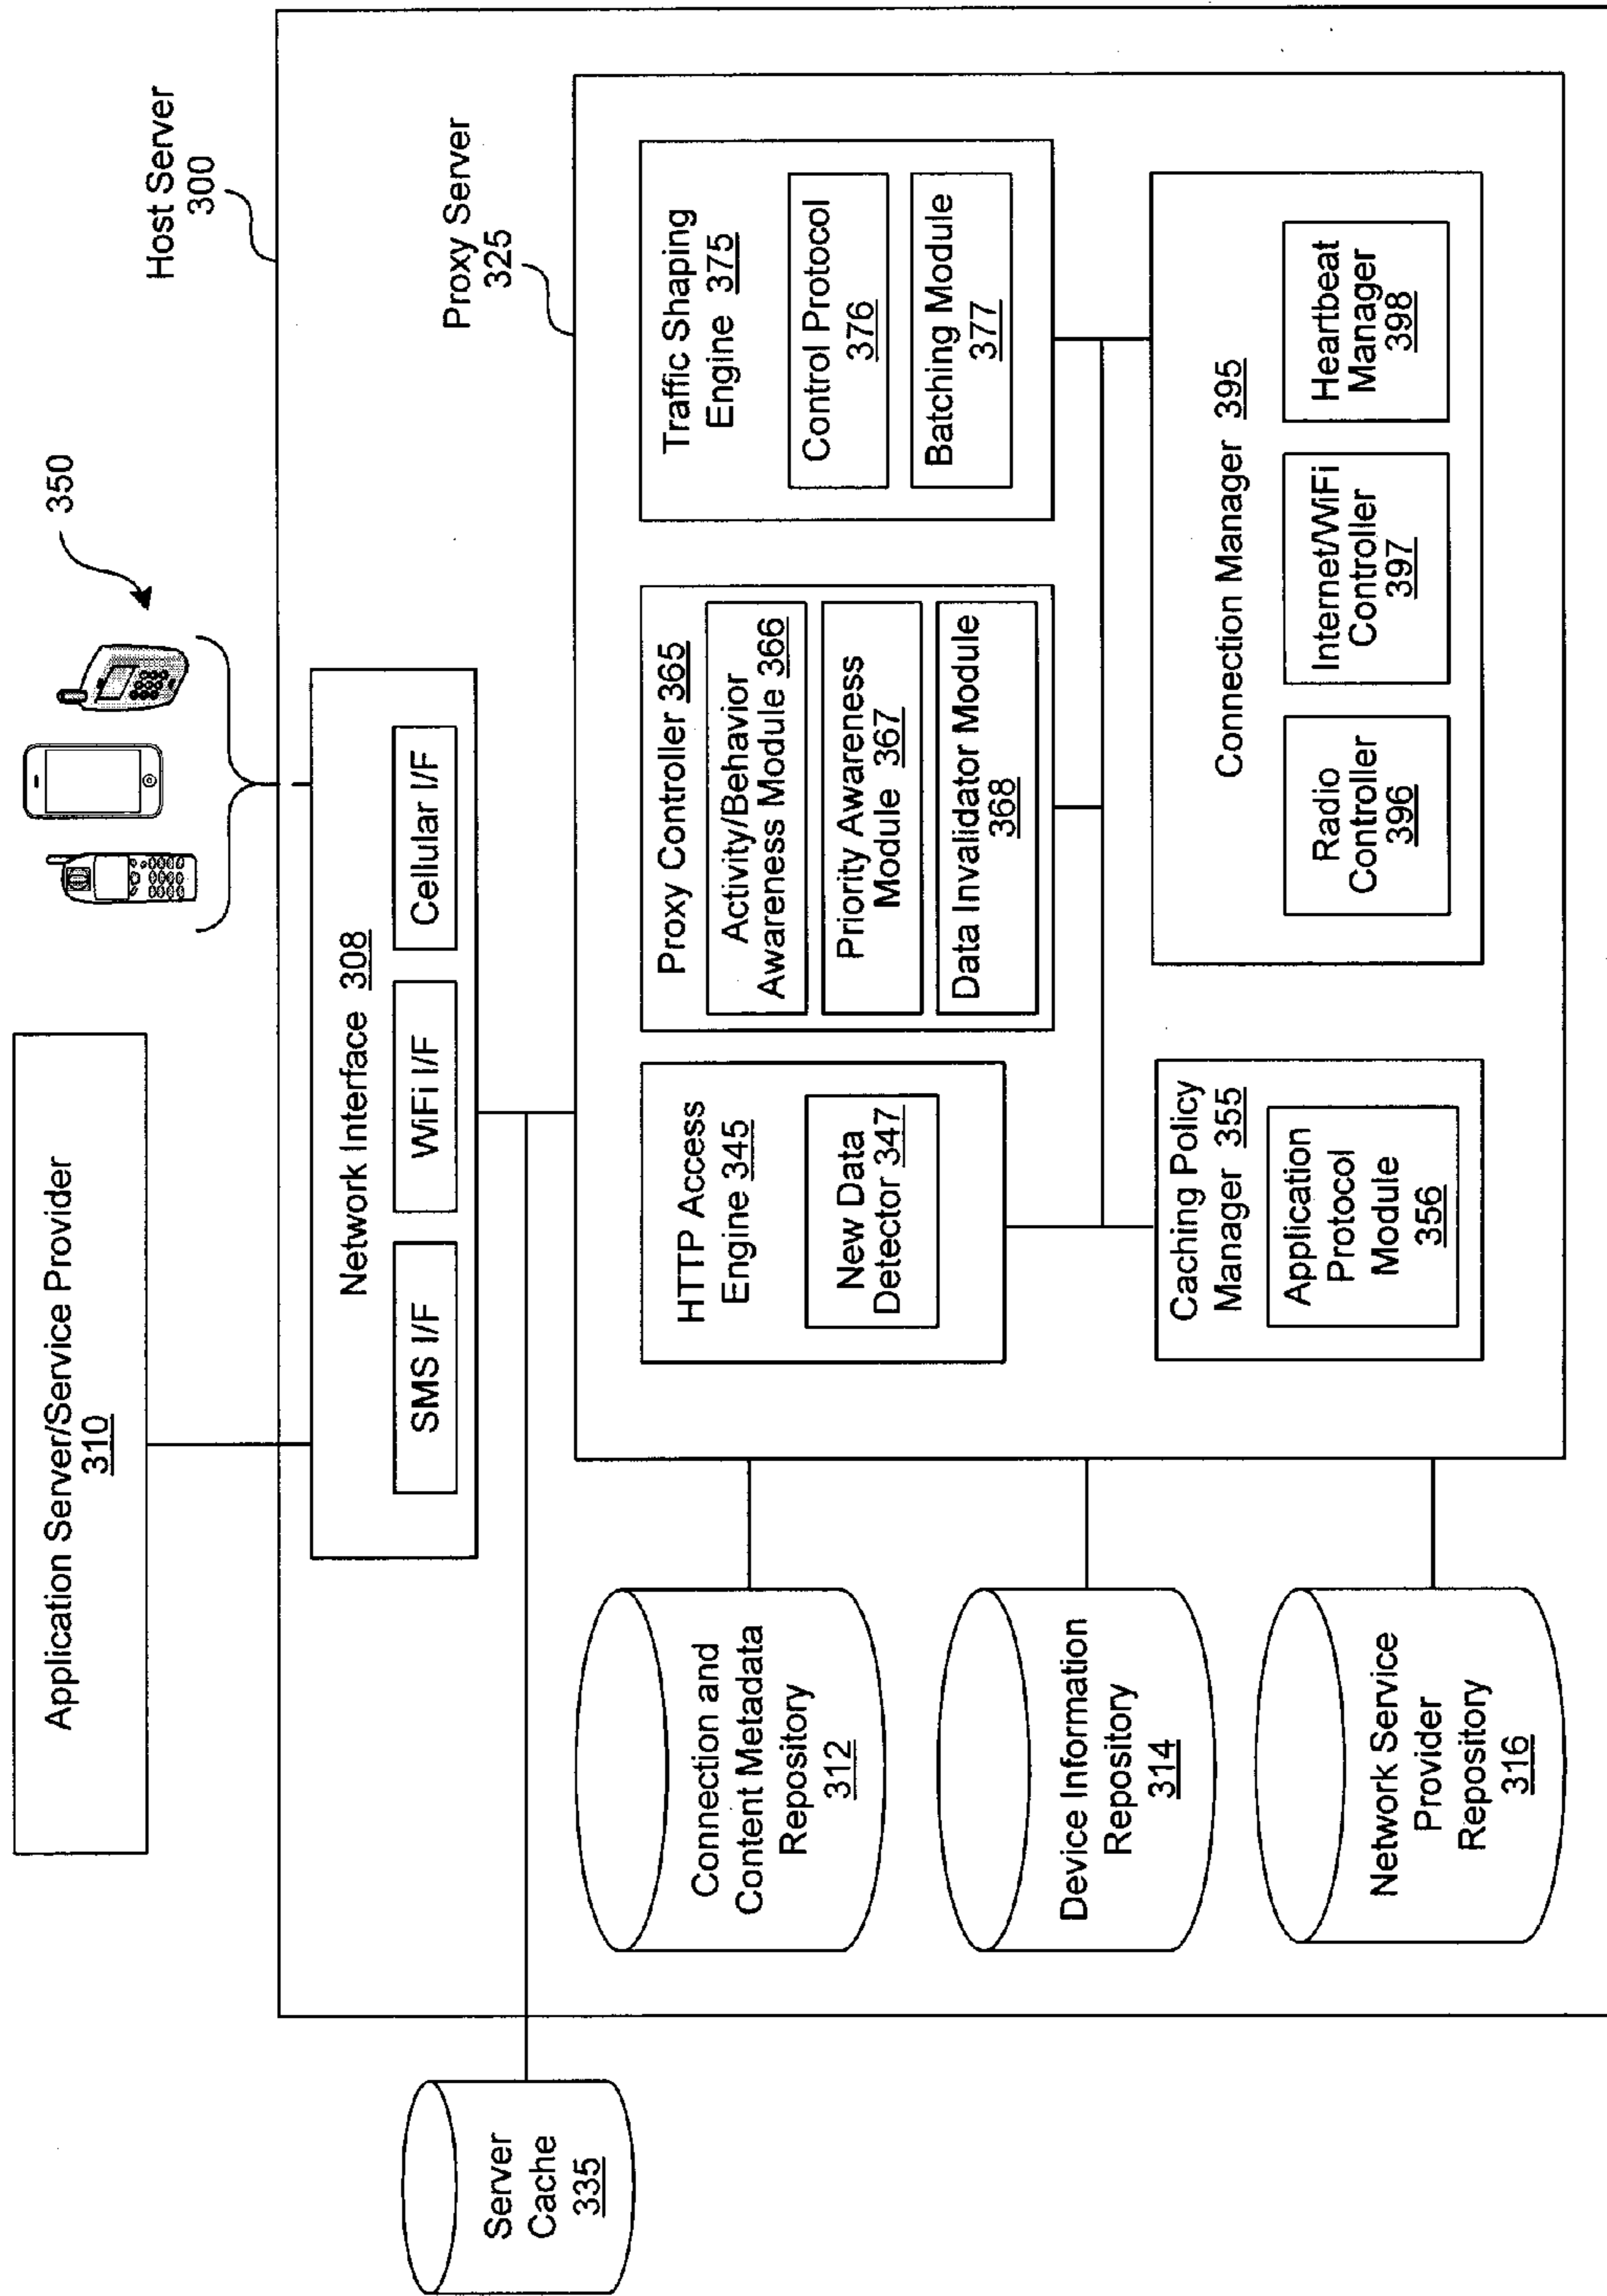 Application Server/Service Provider
310
350
Host Server
300
Network Interface 308
SMS I/F
WiFi I/F
Cellular I/F
Server
Cache
335
Proxy Server
325
Connection and
Content Metadata
Repository
312
Device Information
Repository
314
Network Service
Provider
Repository
316
HTTP Access
Engine 345
New Data
Detector 347
Proxy Controller 365
Activity/Behavior
Awareness Module 366
Priority Awareness
Module 367
Data Invalidator Module
368
Traffic Shaping
Engine 375
Control Protocol
376
Batching Module
377
Caching Policy
Manager 355
Application
Protocol
Module
356
Connection Manager 395
Radio
Controller
396
Internet/WiFi
Controller
397
Heartbeat
Manager
398